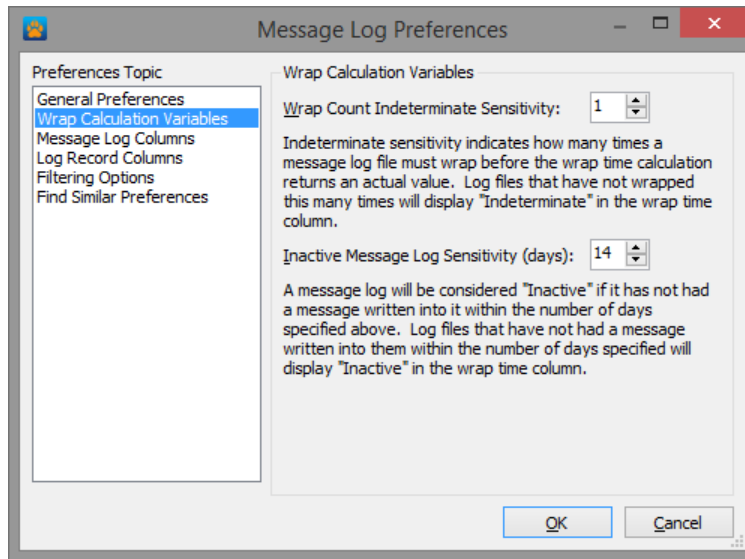 Message Log Preferences
Preferences Topic
General Preferences
Wrap Calculation Variables
Message Log Columns
Log Record Columns
Filtering Options
Find Similar Preferences
Wrap Calculation Variables
Wrap Count Indeterminate Sensitivity: 1
Indeterminate sensitivity indicates how many times a
message log file must wrap before the wrap time calculation
returns an actual value. Log files that have not wrapped
this many times will display "Indeterminate" in the wrap time
column.
Inactive Message Log Sensitivity (days): 14
A message log will be considered "Inactive" if it has not had
a message written into it within the number of days
specified above. Log files that have not had a message
written into them within the number of days specified will
display "Inactive" in the wrap time column.
OK Cancel